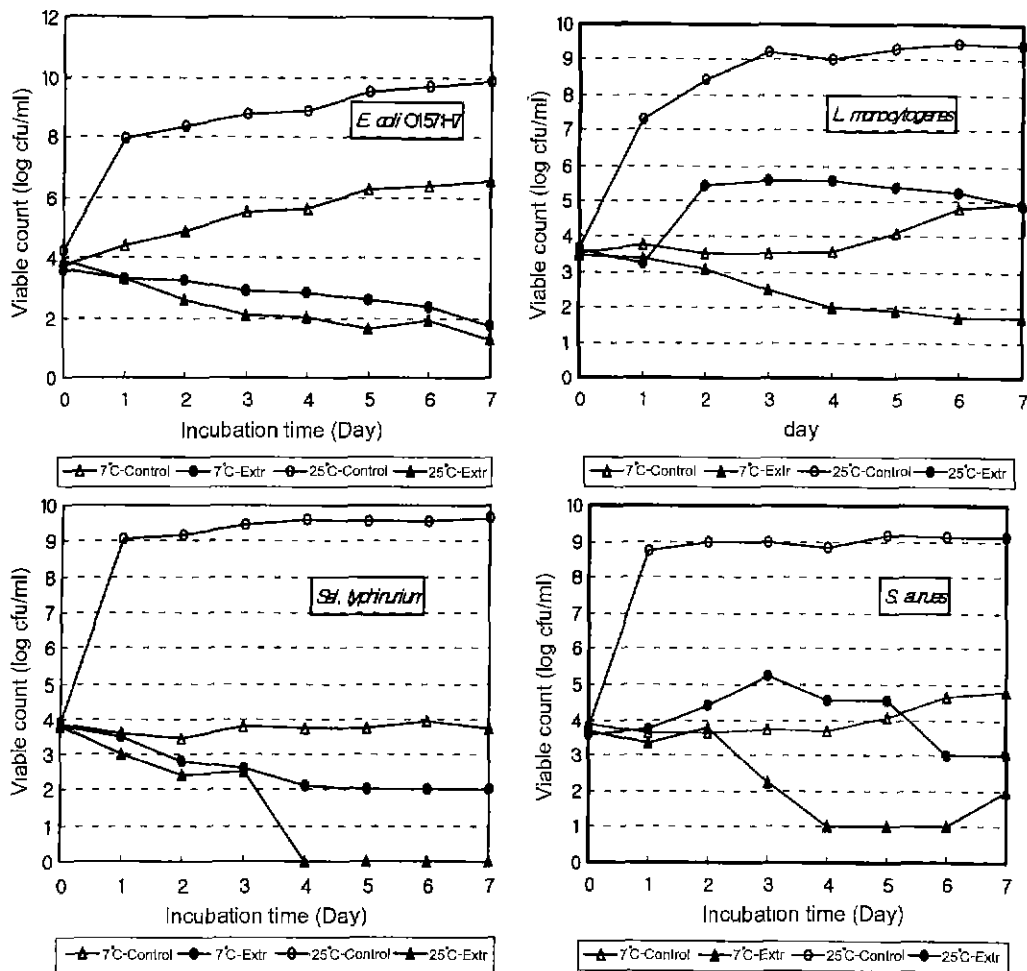 Viable count (log cfu/ml)
12
10
8
6
4
2
0
E. coli O157:H7
0 1 2 3 4 5 6 7
Incubation time (Day)
7°C-Control 7°C-Extr 25°C-Control 25°C-Extr
Viable count (log cfu/ml)
10
9
8
7
6
5
4
3
2
1
0
L. monocytogenes
0 1 2 3 4 5 6 7
day
7°C-Control 7°C-Extr 25°C-Control 25°C-Extr
Viable count (log cfu/ml)
10
9
8
7
6
5
4
3
2
1
0
Sal. typhirurium
0 1 2 3 4 5 6 7
Incubation time (Day)
7°C-Control 7°C-Extr 25°C-Control 25°C-Extr
Viable count (log cfu/ml)
10
9
8
7
6
5
4
3
2
1
0
S. aurues
0 1 2 3 4 5 6 7
Incubation time (Day)
7°C-Control 7°C-Extr 25°C-Control 25°C-Extr